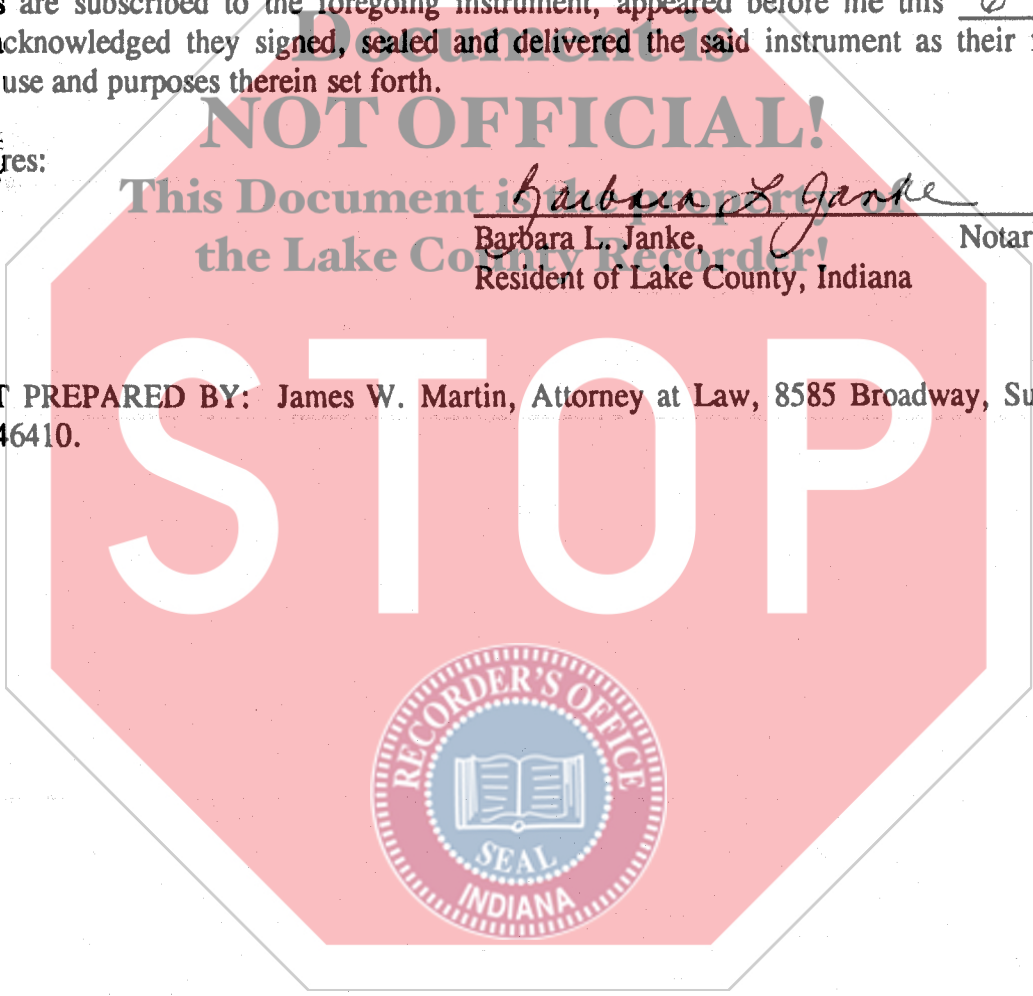 are subscribed to the foregoing instrument, appeared before me this
acknowledged they signed, sealed and delivered the said instrument as their
use and purposes therein set forth.
res:
Barbara L Janke
Barbara L. Janke, Notar
Resident of Lake County, Indiana
PREPARED BY: James W. Martin, Attorney at Law, 8585 Broadway, Su
46410.
Document is
NOT OFFICIAL!
This Document is the property of
the Lake County Recorder!
STOP
RECORDER'S OFFICE
SEAL
INDIANA